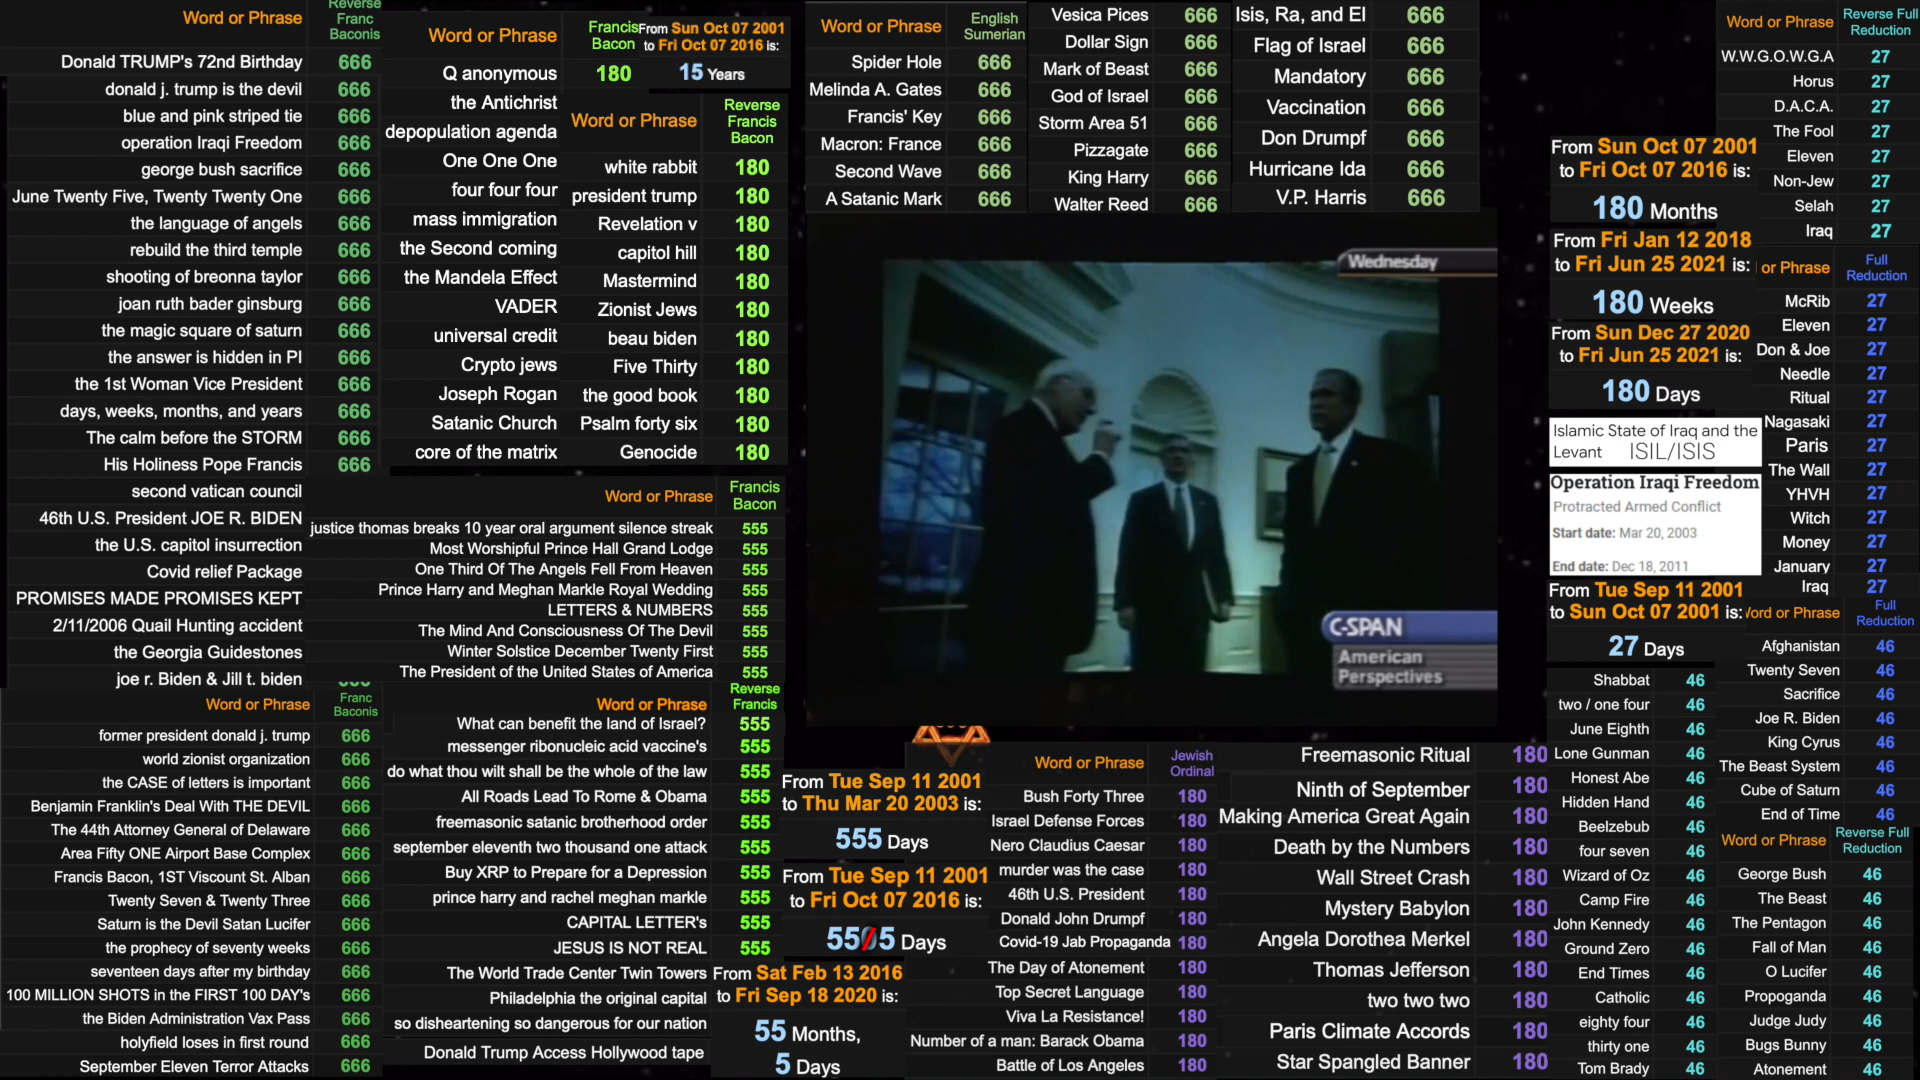 Word or Phrase Reverse Franc Baconis
Donald TRUMP's 72nd Birthday 666
donald j. trump is the devil 666
blue and pink striped tie 666
operation Iraqi Freedom 666
george bush sacrifice 666
June Twenty Five, Twenty Twenty One 666
the language of angels 666
rebuild the third temple 666
shooting of breonna taylor 666
joan ruth bader ginsburg 666
the magic square of saturn 666
the answer is hidden in PI 666
the 1st Woman Vice President 666
days, weeks, months, and years 666
The calm before the STORM 666
His Holiness Pope Francis 666
second vatican council
46th U.S. President JOE R. BIDEN
the U.S. capitol insurrection
Covid relief Package
PROMISES MADE PROMISES KEPT
2/11/2006 Quail Hunting accident
the Georgia Guidestones
joe r. Biden & Jill t. biden
Word or Phrase Franc Baconis
former president donald j. trump 666
world zionist organization 666
the CASE of letters is important 666
Benjamin Franklin's Deal With THE DEVIL 666
The 44th Attorney General of Delaware 666
Area Fifty ONE Airport Base Complex 666
Francis Bacon, 1ST Viscount St. Alban 666
Twenty Seven & Twenty Three 666
Saturn is the Devil Satan Lucifer 666
the prophecy of seventy weeks 666
seventeen days after my birthday 666
100 MILLION SHOTS in the FIRST 100 DAY's 666
the Biden Administration Vax Pass 666
holyfield loses in first round 666
September Eleven Terror Attacks 666
Word or Phrase Francis Bacon
Q anonymous 180
the Antichrist
depopulation agenda
One One One
four four four
mass immigration
the Second coming
the Mandela Effect
VADER
universal credit
Crypto jews
Joseph Rogan
Satanic Church
core of the matrix
From Sun Oct 07 2001
to Fri Oct 07 2016 is:
15 Years
Word or Phrase Reverse Francis Bacon
white rabbit 180
president trump 180
Revelation v 180
capitol hill 180
Mastermind 180
Zionist Jews 180
beau biden 180
Five Thirty 180
the good book 180
Psalm forty six 180
Genocide 180
Word or Phrase Francis Bacon
justice thomas breaks 10 year oral argument silence streak 555
Most Worshipful Prince Hall Grand Lodge 555
One Third Of The Angels Fell From Heaven 555
Prince Harry and Meghan Markle Royal Wedding 555
LETTERS & NUMBERS 555
The Mind And Consciousness Of The Devil 555
Winter Solstice December Twenty First 555
The President of the United States of America 555
Word or Phrase Reverse Francis
What can benefit the land of Israel? 555
messenger ribonucleic acid vaccine's 555
do what thou wilt shall be the whole of the law 555
All Roads Lead To Rome & Obama 555
freemasonic satanic brotherhood order 555
september eleventh two thousand one attack 555
Buy XRP to Prepare for a Depression 555
prince harry and rachel meghan markle 555
CAPITAL LETTER's 555
JESUS IS NOT REAL 555
The World Trade Center Twin Towers
Philadelphia the original capital
so disheartening so dangerous for our nation
Donald Trump Access Hollywood tape
From Tue Sep 11 2001
to Thu Mar 20 2003 is:
555 Days
From Tue Sep 11 2001
to Fri Oct 07 2016 is:
5505 Days
From Sat Feb 13 2016
to Fri Sep 18 2020 is:
55 Months,
5 Days
Word or Phrase English Sumerian
Spider Hole 666
Melinda A. Gates 666
Francis' Key 666
Macron: France 666
Second Wave 666
A Satanic Mark 666
Vesica Pices 666
Dollar Sign 666
Mark of Beast 666
God of Israel 666
Storm Area 51 666
Pizzagate 666
King Harry 666
Walter Reed 666
Isis, Ra, and El 666
Flag of Israel 666
Mandatory 666
Vaccination 666
Don Drumpf 666
Hurricane Ida 666
V.P. Harris 666
Wednesday
C-SPAN
American
Perspectives
Word or Phrase Jewish Ordinal
Bush Forty Three 180
Israel Defense Forces 180
Nero Claudius Caesar 180
murder was the case 180
46th U.S. President 180
Donald John Drumpf 180
Covid-19 Jab Propaganda 180
The Day of Atonement 180
Top Secret Language 180
Viva La Resistance! 180
Number of a man: Barack Obama 180
Battle of Los Angeles 180
Freemasonic Ritual 180
Ninth of September 180
Making America Great Again 180
Death by the Numbers 180
Wall Street Crash 180
Mystery Babylon 180
Angela Dorothea Merkel 180
Thomas Jefferson 180
two two two 180
Paris Climate Accords 180
Star Spangled Banner 180
From Sun Oct 07 2001
to Fri Oct 07 2016 is:
180 Months
From Fri Jan 12 2018
to Fri Jun 25 2021 is:
180 Weeks
From Sun Dec 27 2020
to Fri Jun 25 2021 is:
180 Days
Islamic State of Iraq and the
Levant ISIL/ISIS
Operation Iraqi Freedom
Protracted Armed Conflict
Start date: Mar 20, 2003
End date: Dec 18, 2011
From Tue Sep 11 2001
to Sun Oct 07 2001 is:
27 Days
Shabbat 46
two / one four 46
June Eighth 46
Lone Gunman 46
Honest Abe 46
Hidden Hand 46
Beelzebub 46
four seven 46
Wizard of Oz 46
Camp Fire 46
John Kennedy 46
Ground Zero 46
End Times 46
Catholic 46
eighty four 46
thirty one 46
Tom Brady 46
Word or Phrase Reverse Full Reduction
W.W.G.O.W.G.A 27
Horus 27
D.A.C.A. 27
The Fool 27
Eleven 27
Non-Jew 27
Selah 27
Iraq 27
or Phrase Full Reduction
McRib 27
Eleven 27
Don & Joe 27
Needle 27
Ritual 27
Nagasaki 27
Paris 27
The Wall 27
YHVH 27
Witch 27
Money 27
January 27
Iraq 27
Word or Phrase Full Reduction
Afghanistan 46
Twenty Seven 46
Sacrifice 46
Joe R. Biden 46
King Cyrus 46
The Beast System 46
Cube of Saturn 46
End of Time 46
Word or Phrase Reverse Full Reduction
George Bush 46
The Beast 46
The Pentagon 46
Fall of Man 46
O Lucifer 46
Propoganda 46
Judge Judy 46
Bugs Bunny 46
Atonement 46